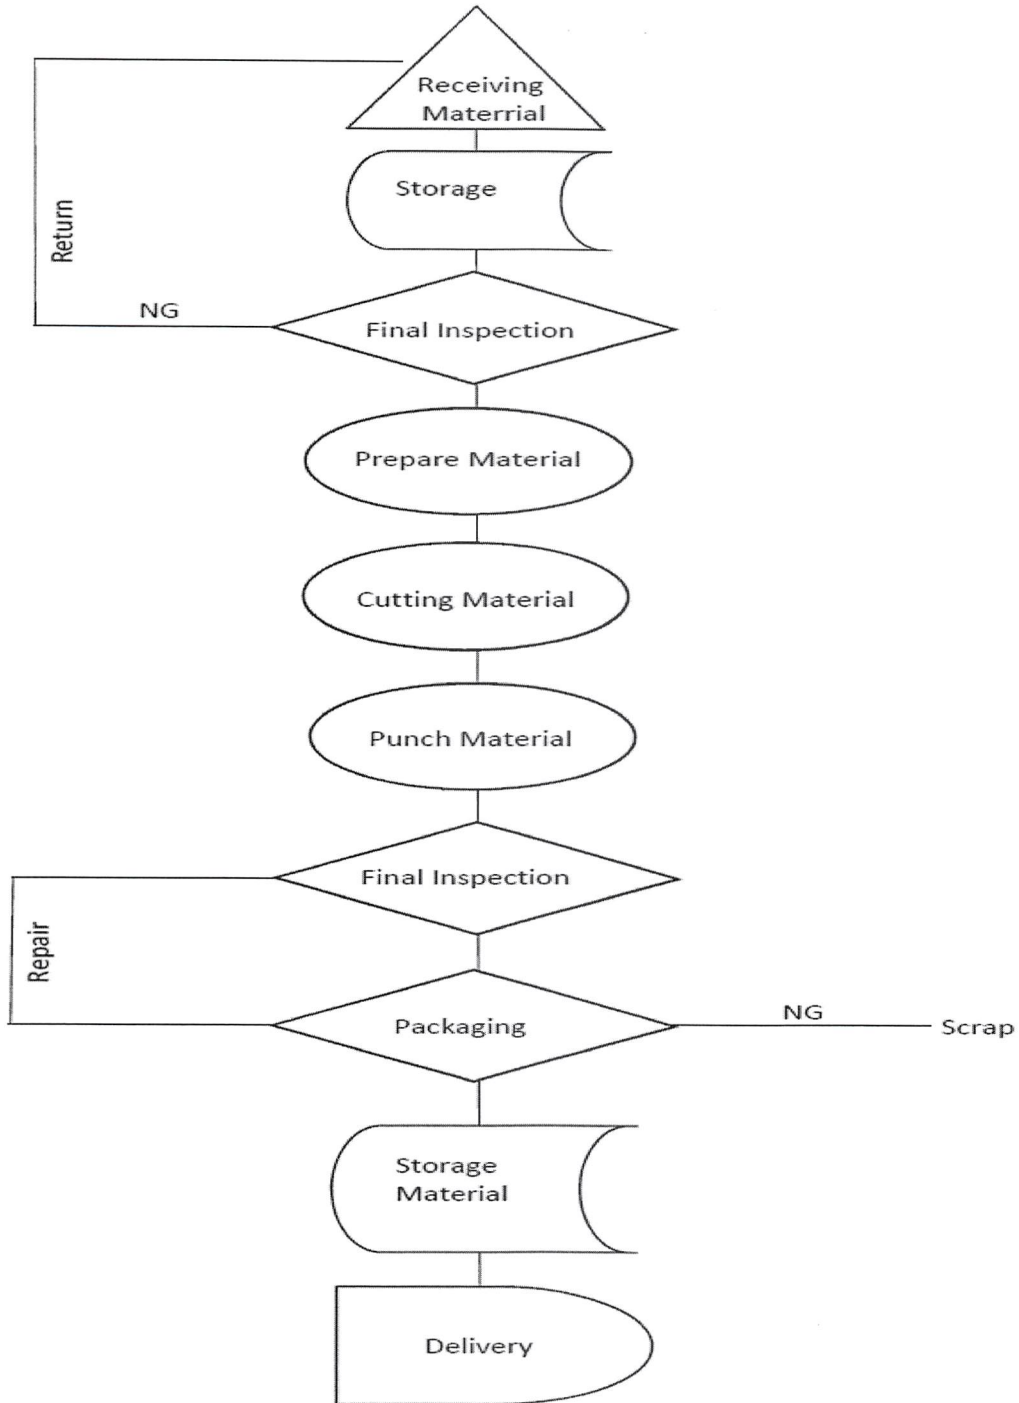 Receiving
Materrial
Storage
Return
NG
Final Inspection
Prepare Material
Cutting Material
Punch Material
Final Inspection
Repair
Packaging
NG
Scrap
Storage
Material
Delivery